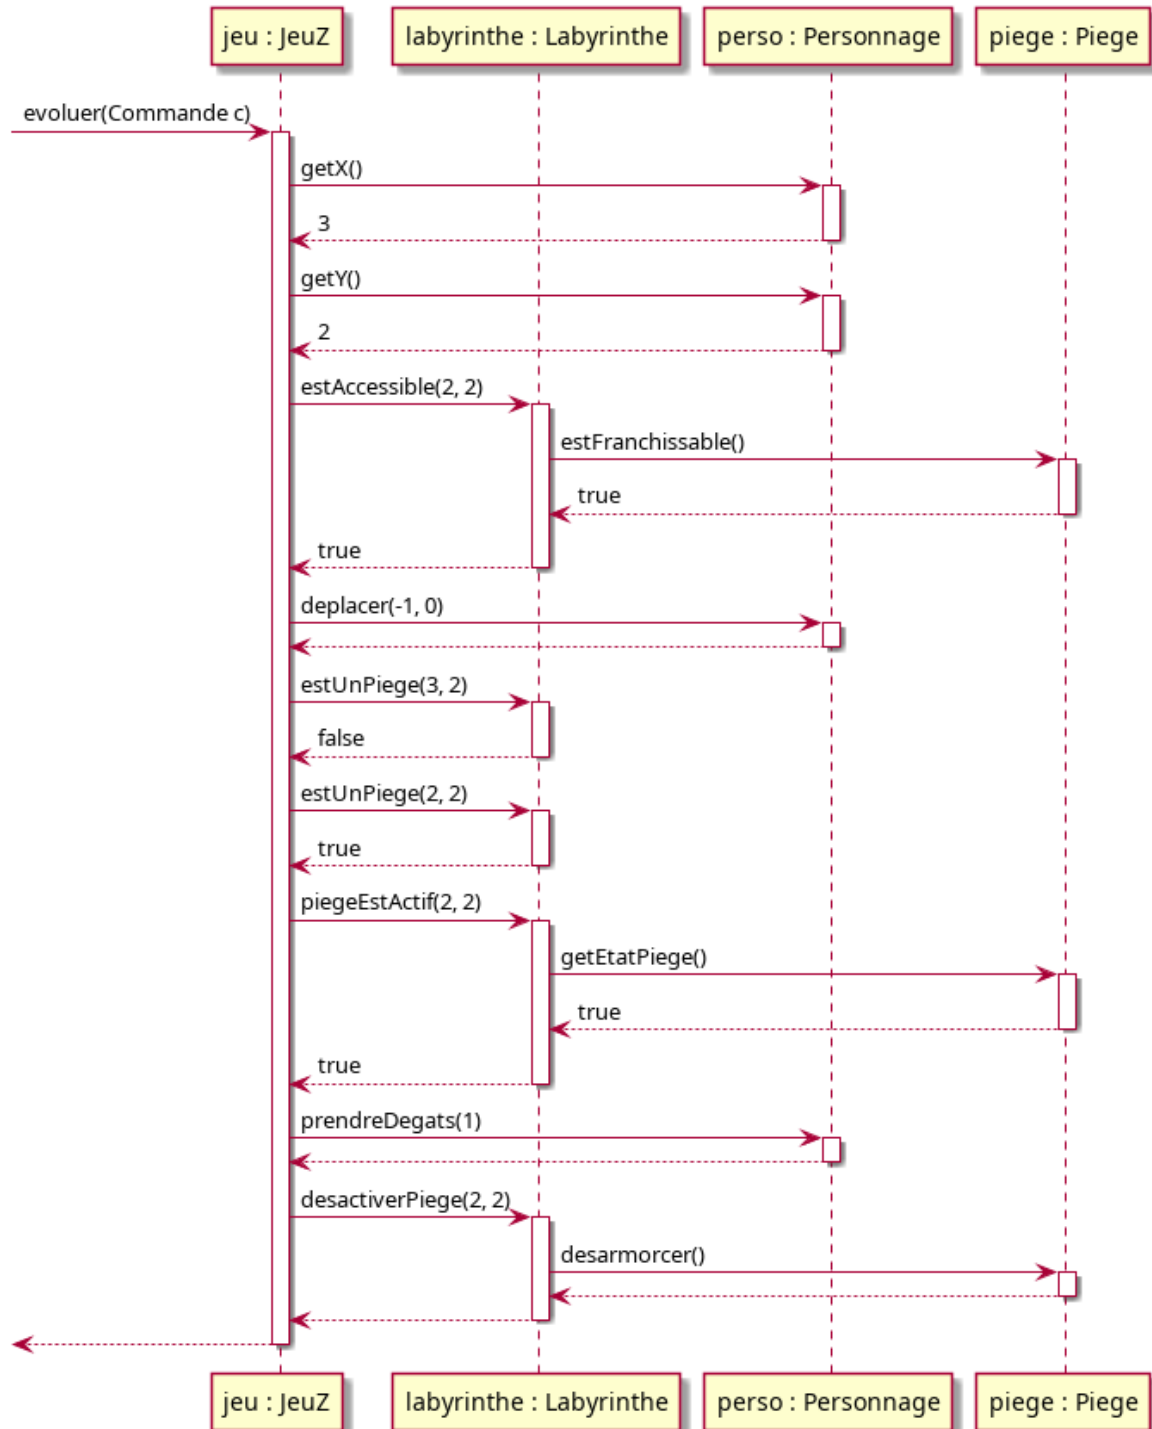 jeu : JeuZ
labyrinthe : Labyrinthe
perso : Personnage
piege : Piege
evoluer(Commande c)
getX()
3
getY()
2
estAccessible(2, 2)
estFranchissable()
true
true
deplacer(-1, 0)
estUnPiege(3, 2)
false
estUnPiege(2, 2)
true
piegeEstActif(2, 2)
getEtatPiege()
true
true
prendreDegats(1)
desactiverPiege(2, 2)
desarmorcer()
jeu : JeuZ
labyrinthe : Labyrinthe
perso : Personnage
piege : Piege